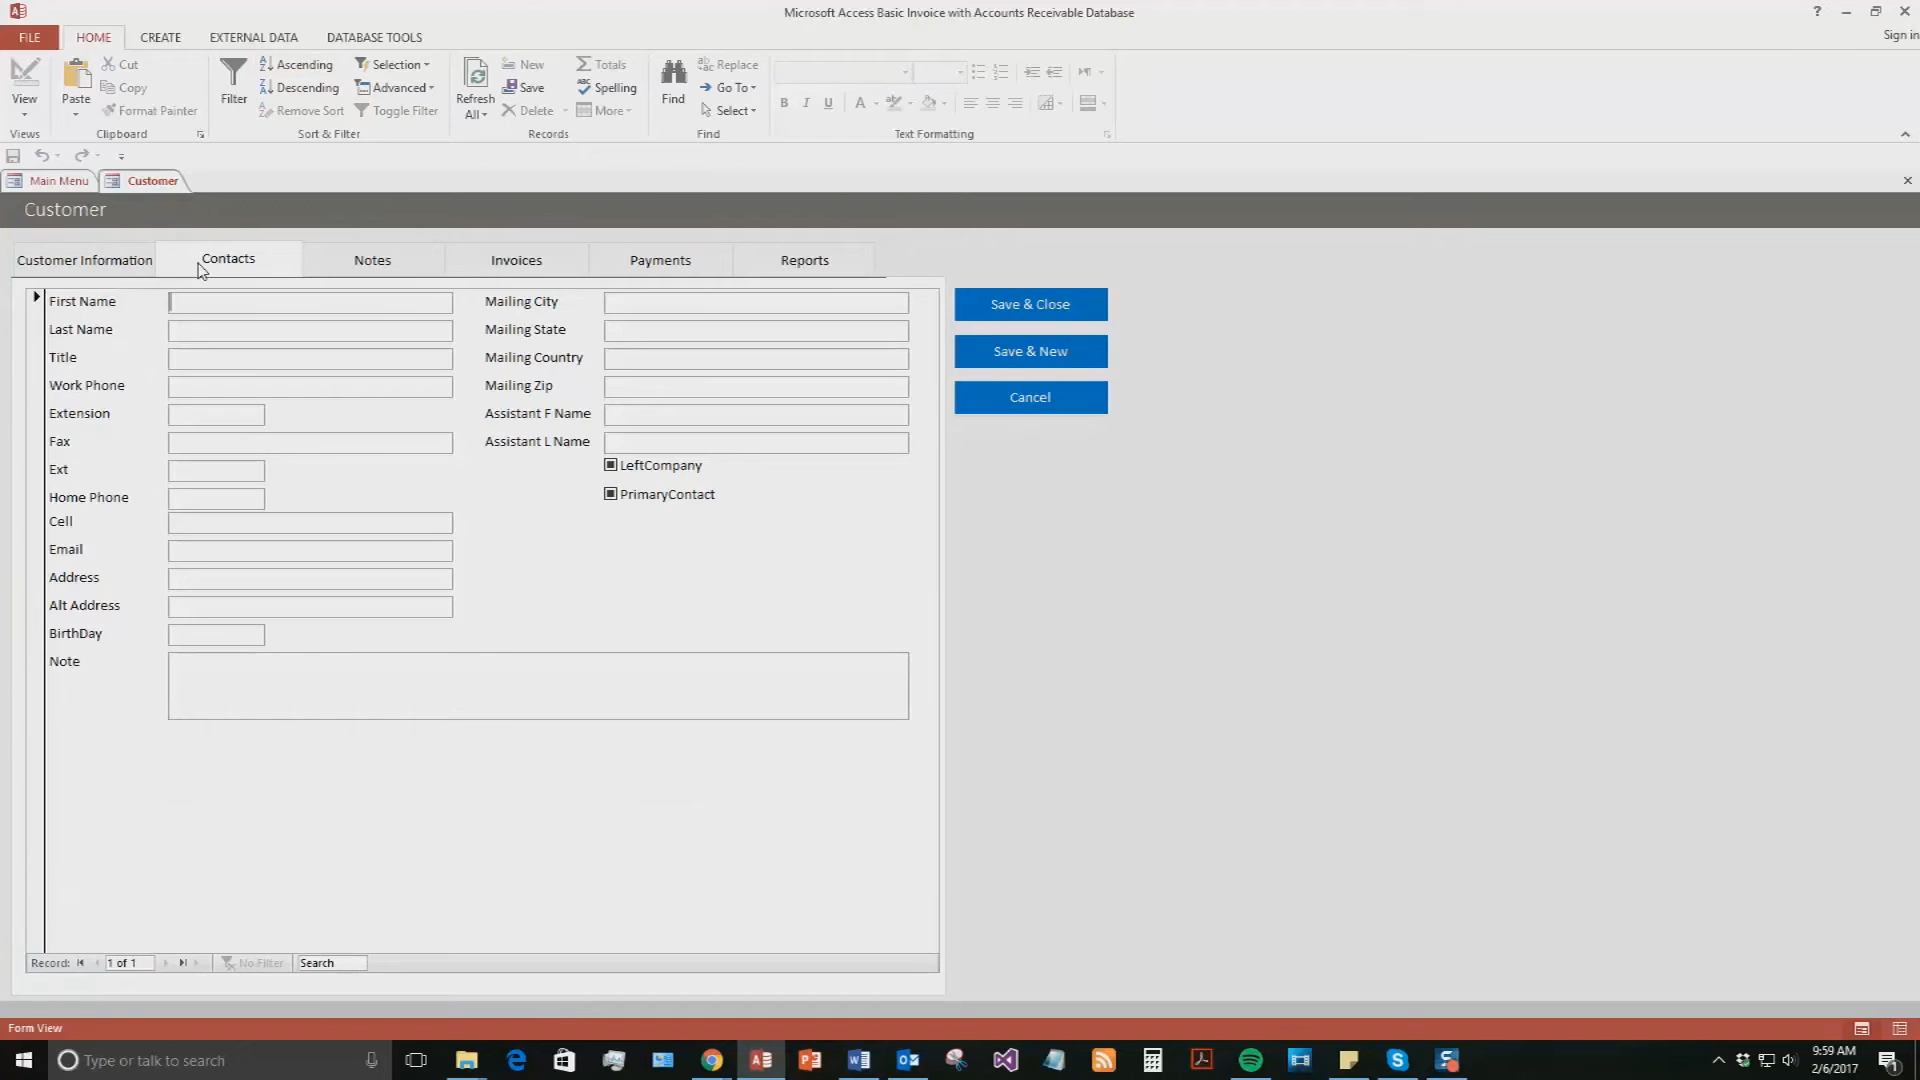 Microsoft Access Basic Invoice with Accounts Receivable Database
? 
FILE HOME CREATE EXTERNAL DATA DATABASE TOOLS Sign in
View
Views
Paste
Cut
Copy
Format Painter
Clipboard
Filter
Ascending
Descending
Remove Sort
Selection
Advanced
Toggle Filter
Sort & Filter
Refresh
All
New
Save
Delete
Totals
Spelling
More
Records
Find
Replace
Go To
Select
Find
B I U A
Text Formatting
Main Menu Customer
Customer
Customer Information Contacts Notes Invoices Payments Reports
First Name
Last Name
Title
Work Phone
Extension
Fax
Ext
Home Phone
Cell
Email
Address
Alt Address
BirthDay
Note
Mailing City
Mailing State
Mailing Country
Mailing Zip
Assistant F Name
Assistant L Name
LeftCompany
PrimaryContact
Save & Close
Save & New
Cancel
Record: 1 of 1 No Filter Search
Form View
Type or talk to search
9:59 AM
2/6/2017